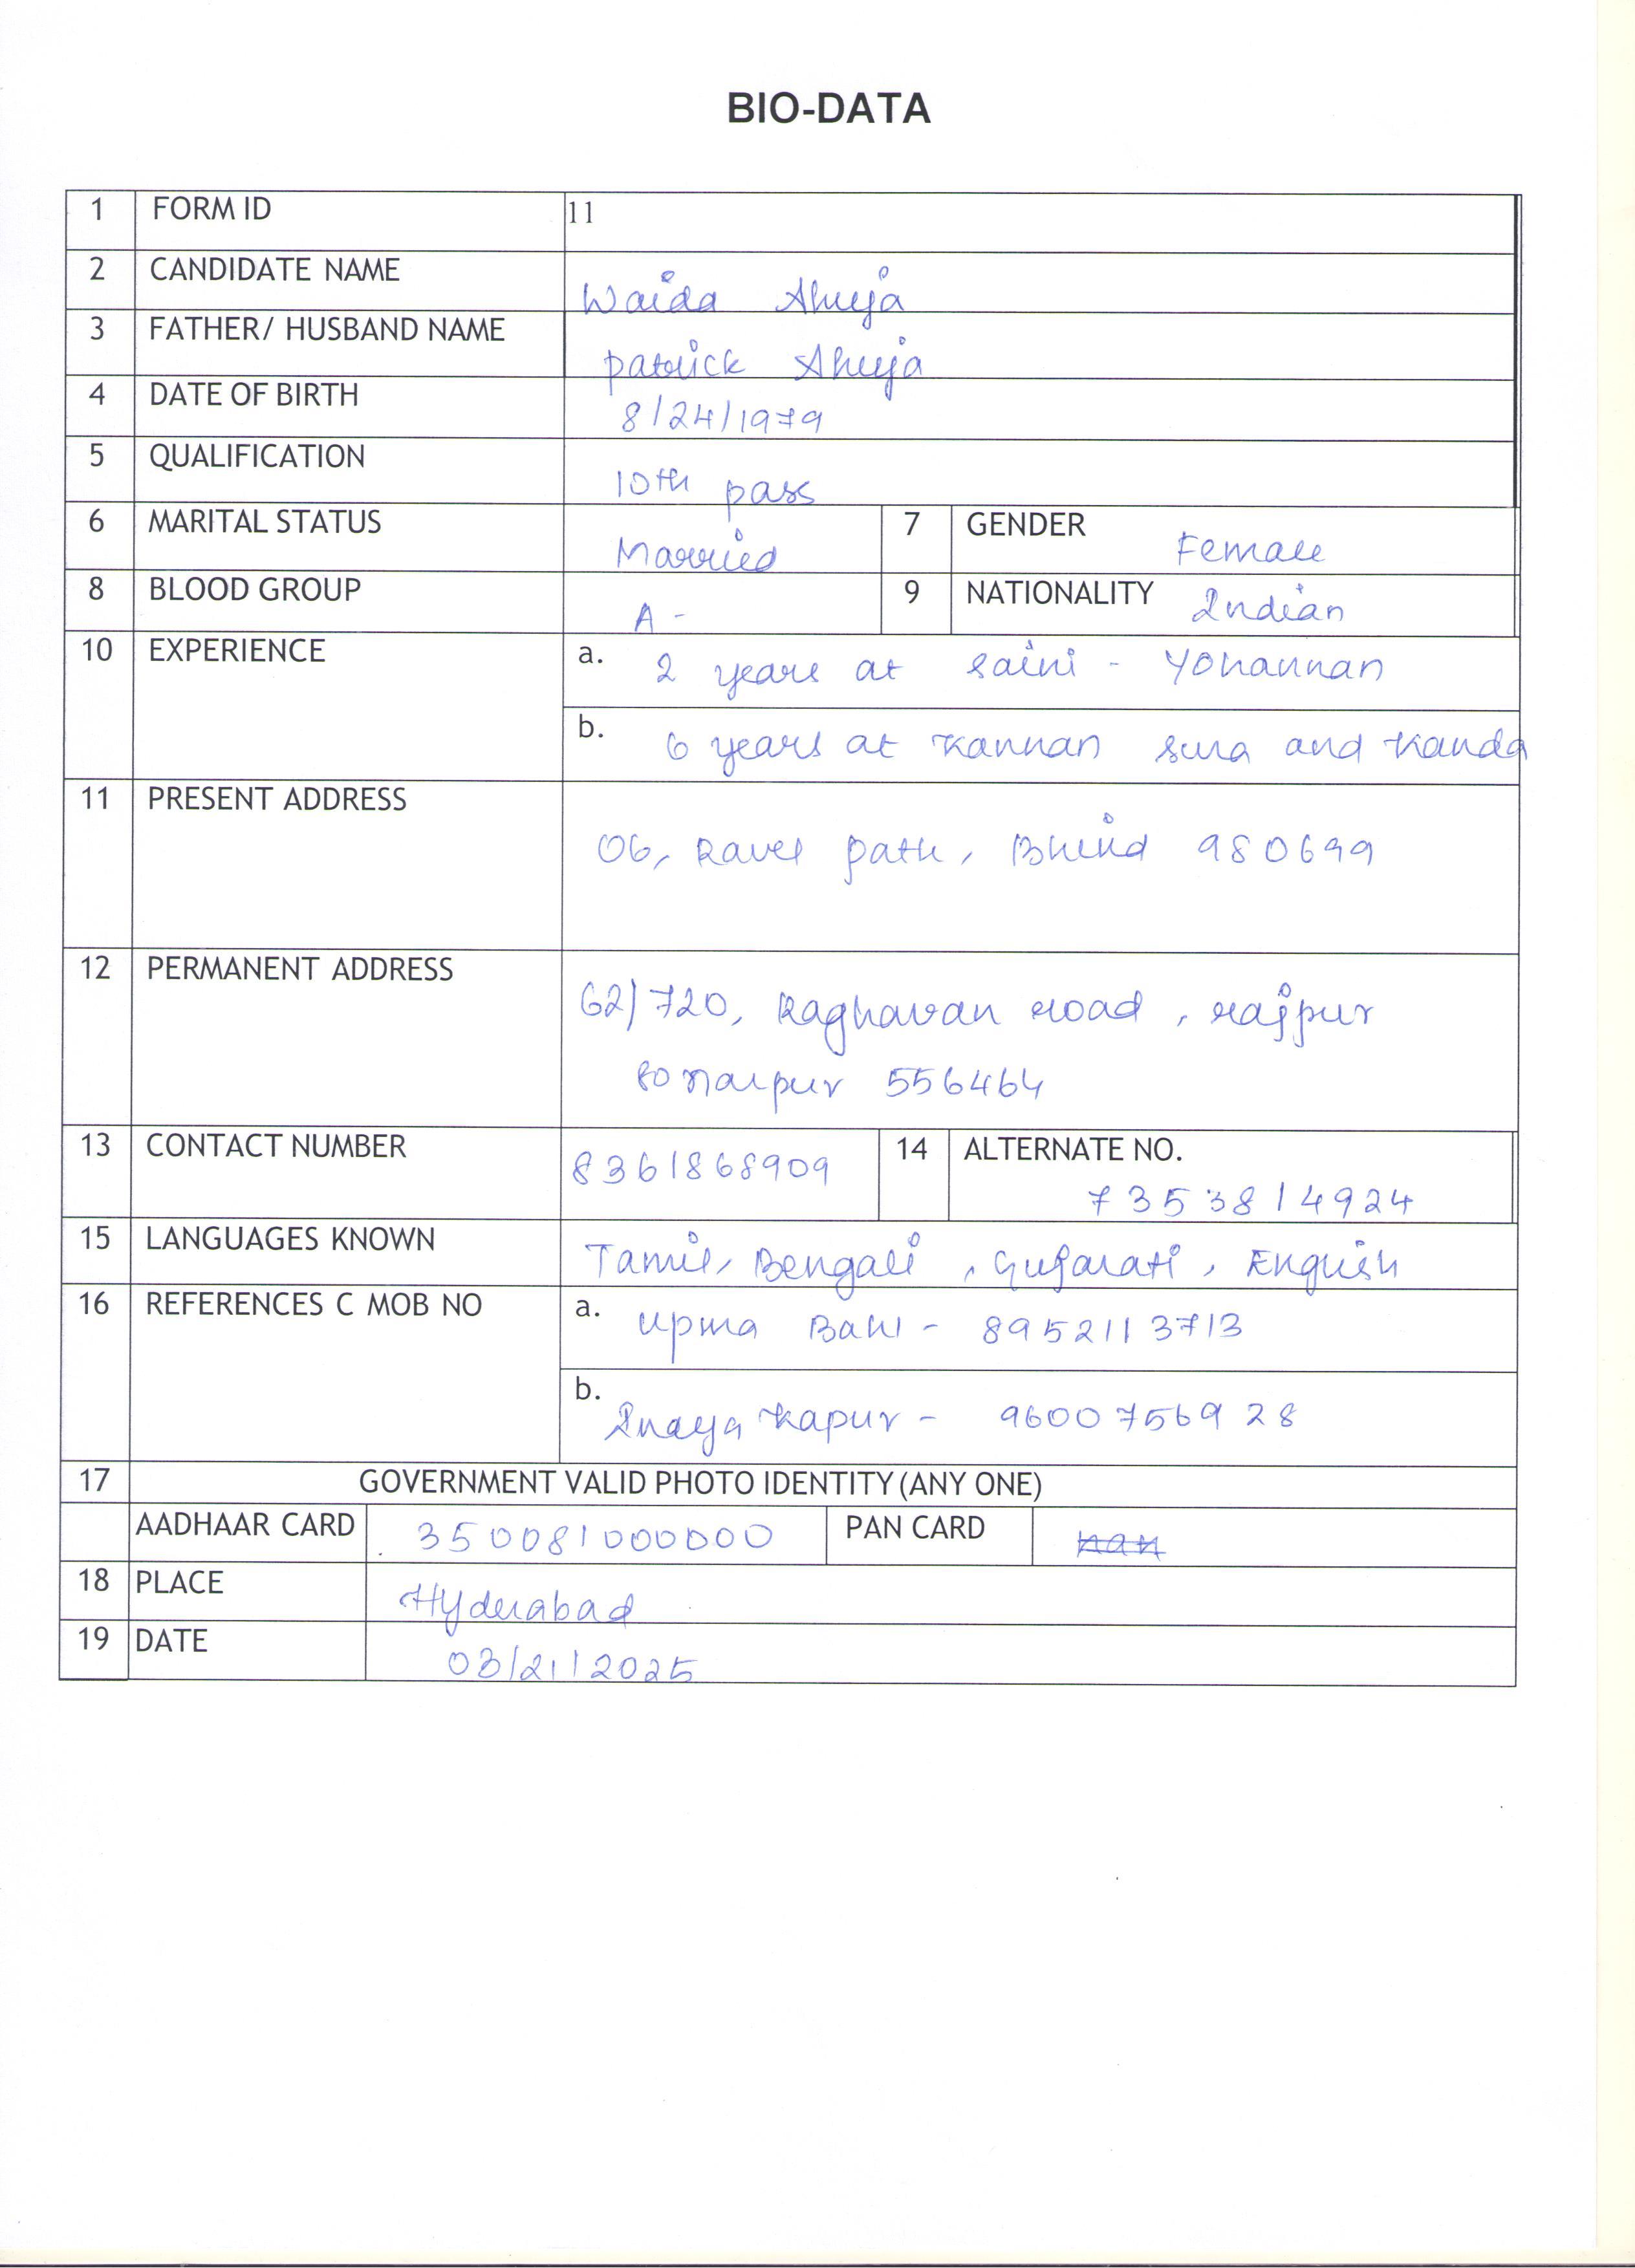 BIO-DATA
1 FORM ID 11
2 CANDIDATE NAME Waida Ahuja
3 FATHER/ HUSBAND NAME Patrick Ahuja
4 DATE OF BIRTH 8/24/1979
5 QUALIFICATION 10th pass
6 MARITAL STATUS Married 7 GENDER Female
8 BLOOD GROUP A - 9 NATIONALITY Indian
10 EXPERIENCE a. 2 years at Saini - Yohannan
b. 6 years at Kannan Sura and Kanda
11 PRESENT ADDRESS
06, Ravel path, Bhind 980699
12 PERMANENT ADDRESS
62/720, Raghavan road, rajpur
sonarpur 556464
13 CONTACT NUMBER 8361868909 14 ALTERNATE NO.
7353814924
15 LANGUAGES KNOWN Tamil, Bengali, Gujarati, English
16 REFERENCES C MOB NO a. Upma Bahl - 8952113713
b. Inaya Kapur - 9600756928
17 GOVERNMENT VALID PHOTO IDENTITY (ANY ONE)
AADHAAR CARD 350081000000 PAN CARD nan
18 PLACE Hyderabad
19 DATE 03/21/2025